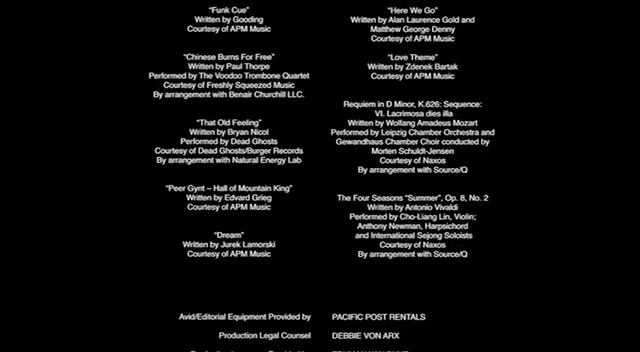 "Funk Cue"
Written by Gooding
Courtesy of APM Music
"Chinese Burns For Free"
Written by Paul Thorpe
Performed by The Voodoo Trombone Quartet
Courtesy of Freshly Squeezed Music
By arrangement with Benair Churchill LLC.
"That Old Feeling"
Written by Bryan Nicol
Performed by Dead Ghosts
Courtesy of Dead Ghosts/Burger Records
By arrangement with Natural Energy Lab
"Peer Gynt – Hall of Mountain King"
Written by Edvard Grieg
Courtesy of APM Music
"Dream"
Written by Jurek Lamorski
Courtesy of APM Music
"Here We Go"
Written by Alan Laurence Gold and
Matthew George Denny
Courtesy of APM Music
"Love Theme"
Written by Zdenek Bartak
Courtesy of APM Music
Requiem in D Minor, K.626: Sequence:
VI. Lacrimosa dies illa
Written by Wolfgang Amadeus Mozart
Performed by Leipzig Chamber Orchestra and
Gewandhaus Chamber Choir conducted by
Morten Schuldt-Jensen
Courtesy of Naxos
By arrangement with Source/Q
The Four Seasons "Summer", Op. 8, No. 2
Written by Antonio Vivaldi
Performed by Cho-Liang Lin, Violin;
Anthony Newman, Harpsichord
and International Sejong Soloists
Courtesy of Naxos
By arrangement with Source/Q
Avid/Editorial Equipment Provided by PACIFIC POST RENTALS
Production Legal Counsel DEBBIE VON ARX